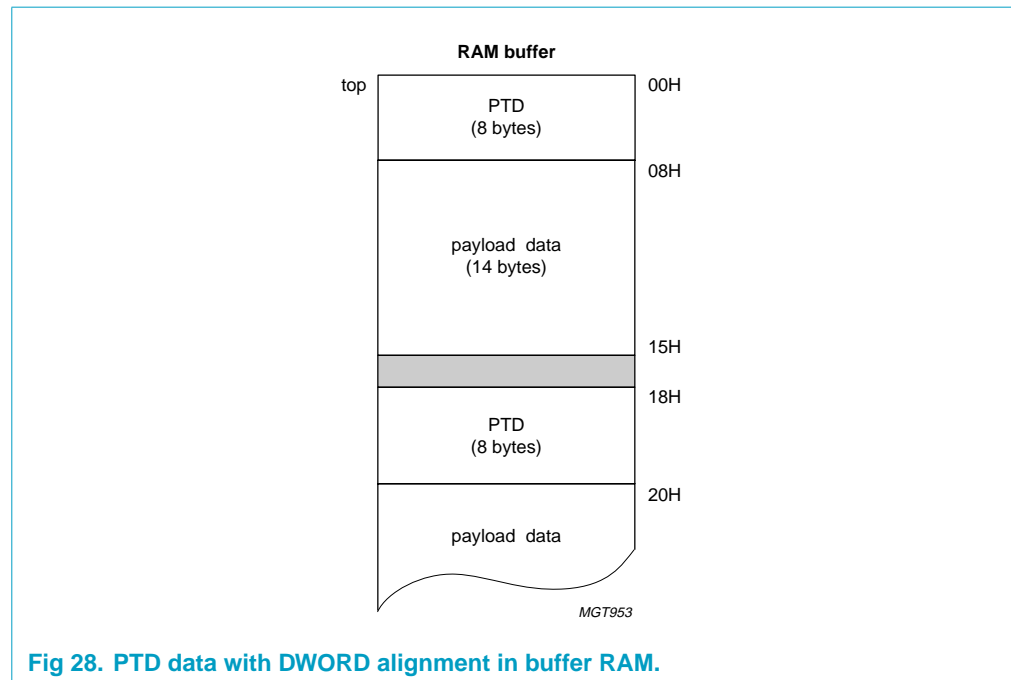 RAM buffer
top
00H
PTD
(8 bytes)
08H
payload data
(14 bytes)
15H
18H
PTD
(8 bytes)
20H
payload data
MGT953
Fig 28. PTD data with DWORD alignment in buffer RAM.